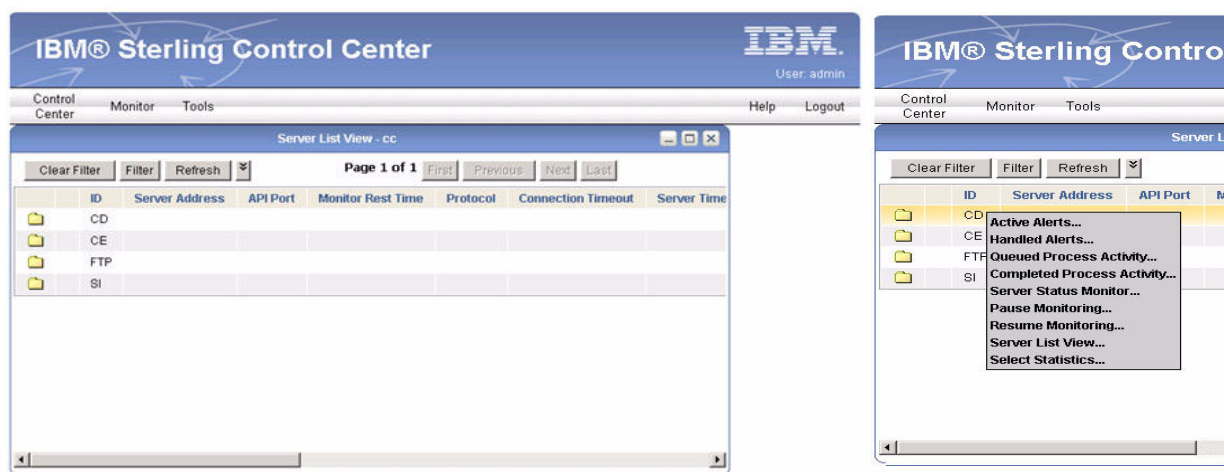 IBM® Sterling Control Center
IBM.
User: admin
Control Center Monitor Tools Help Logout
Server List View - cc
Clear Filter Filter Refresh Page 1 of 1 First Previous Next Last
ID Server Address API Port Monitor Rest Time Protocol Connection Timeout Server Time
CD
CE
FTP
SI
IBM® Sterling Contro
Control Center Monitor Tools
Server L
Clear Filter Filter Refresh
ID Server Address API Port M
CD
CE
FTP
SI
Active Alerts...
Handled Alerts...
Queued Process Activity...
Completed Process Activity...
Server Status Monitor...
Pause Monitoring...
Resume Monitoring...
Server List View...
Select Statistics...